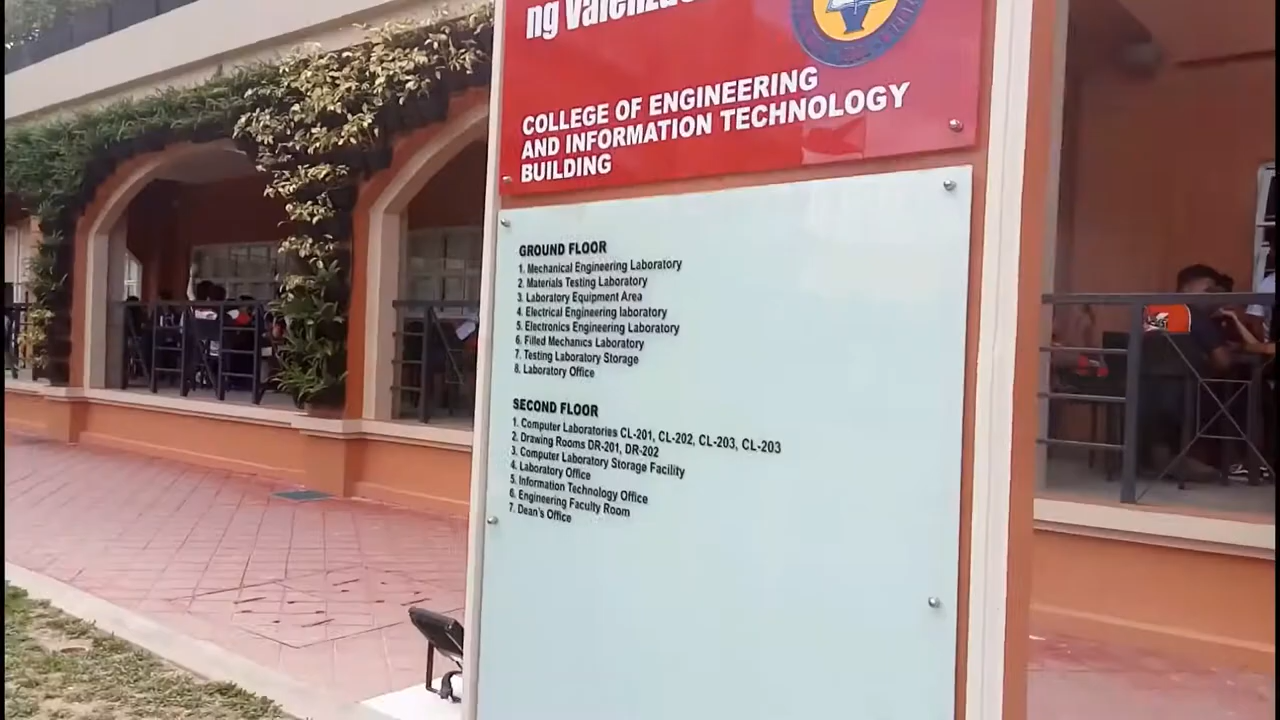 ng Valenzuela
COLLEGE OF ENGINEERING
AND INFORMATION TECHNOLOGY
BUILDING
GROUND FLOOR
1. Mechanical Engineering Laboratory
2. Materials Testing Laboratory
3. Laboratory Equipment Area
4. Electrical Engineering laboratory
5. Electronics Engineering Laboratory
6. Filled Mechanics Laboratory
7. Testing Laboratory Storage
8. Laboratory Office
SECOND FLOOR
1. Computer Laboratories CL-201, CL-202, CL-203, CL-203
2. Drawing Rooms DR-201, DR-202
3. Computer Laboratory Storage Facility
4. Laboratory Office
5. Information Technology Office
6. Engineering Faculty Room
7. Dean's Office